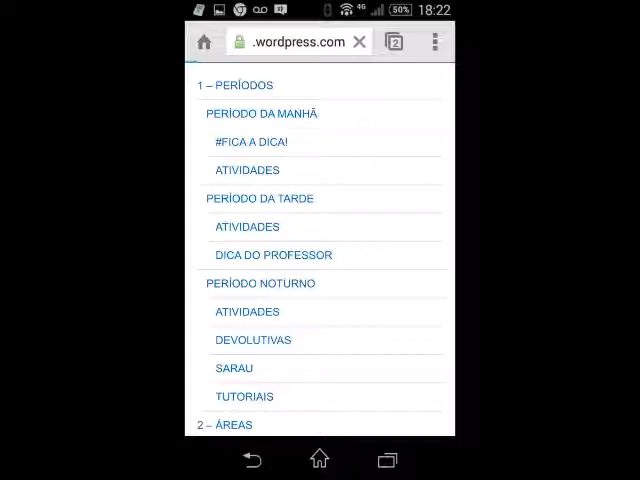 4G 50% 18:22
.wordpress.com 2
1 – PERÍODOS
PERÍODO DA MANHÃ
#FICA A DICA!
ATIVIDADES
PERÍODO DA TARDE
ATIVIDADES
DICA DO PROFESSOR
PERÍODO NOTURNO
ATIVIDADES
DEVOLUTIVAS
SARAU
TUTORIAIS
2 – ÁREAS